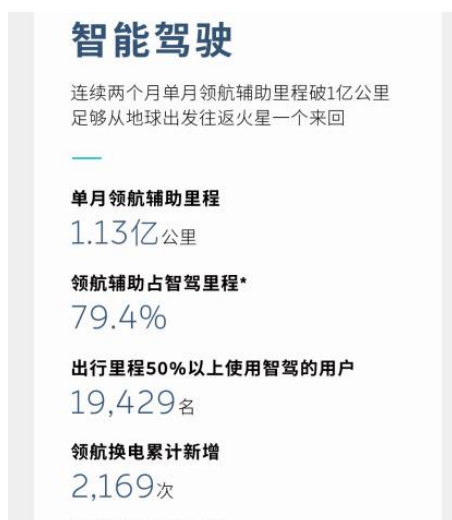 智能驾驶
连续两个月单月领航辅助里程破1亿公里
足够从地球出发往返火星一个来回
单月领航辅助里程
1.13亿公里
领航辅助占智驾里程*
79.4%
出行里程50%以上使用智驾的用户
19,429名
领航换电累计新增
2,169次